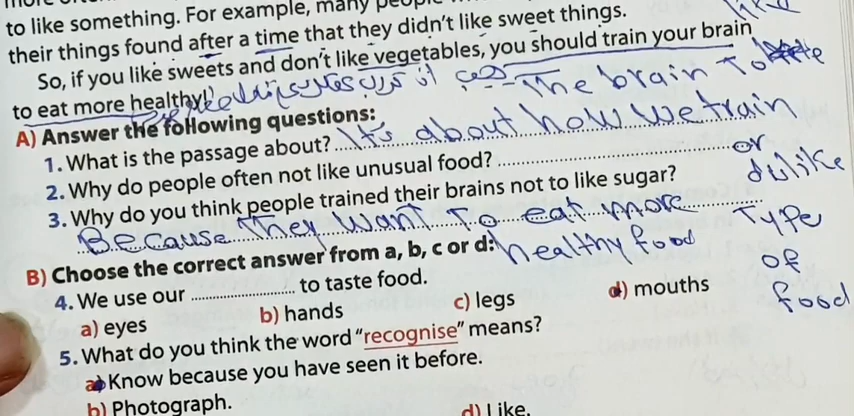 to like something. For example, many
their things found after a time that they didn't like sweet things.
So, if you like sweets and don't like vegetables, you should train your brain
to eat more healthy!
The brain To
A) Answer the following questions:
1. What is the passage about? It's about how we train
or
dislike
Type
of
food
2. Why do people often not like unusual food?
3. Why do you think people trained their brains not to like sugar?
Because They want To eat more
healthy food
B) Choose the correct answer from a, b, c or d:
4. We use our to taste food.
a) eyes b) hands c) legs d) mouths
5. What do you think the word "recognise" means?
a) Know because you have seen it before.
b) Photograph. d) Like.